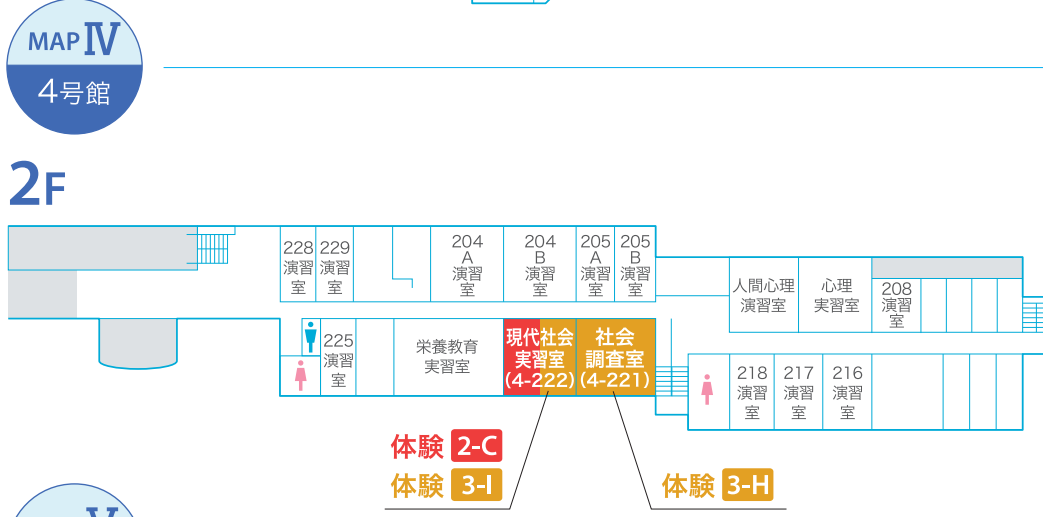 MAP Ⅳ
4号館
2F
228
演習
室
229
演習
室
204
A
演習
室
204
B
演習
室
205
A
演習
室
205
B
演習
室
人間心理
演習室
心理
実習室
208
演習
室
225
演習
室
栄養教育
実習室
現代社会
実習室
(4-222)
社会
調査室
(4-221)
218
演習
室
217
演習
室
216
演習
室
体験 2-C
体験 3-I
体験 3-H
V